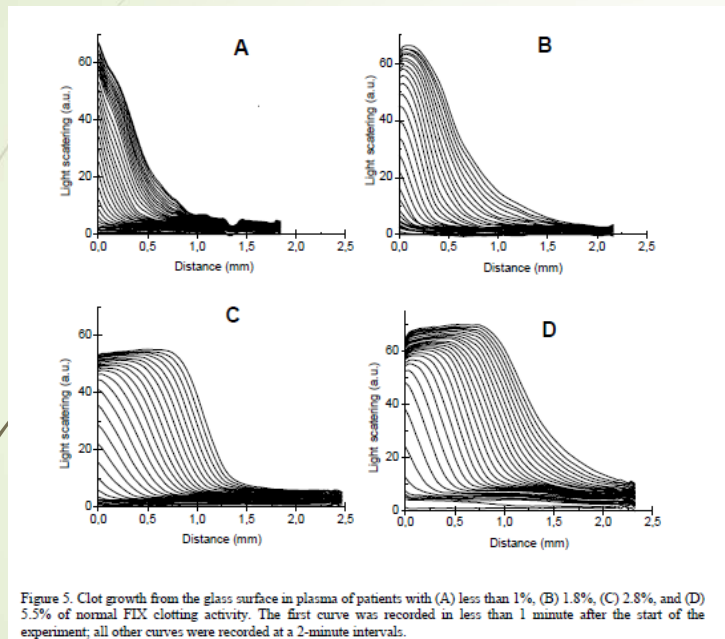 A
B
Light scatering (a.u.)
60
40
20
0
0,0 0,5 1,0 1,5 2,0 2,5
Distance (mm)
Light scatering (a.u.)
60
40
20
0
0,0 0,5 1,0 1,5 2,0 2,5
Distance (mm)
C
D
Light scatering (a.u.)
60
40
20
0
0,0 0,5 1,0 1,5 2,0 2,5
Distance (mm)
Light scatering (a.u.)
60
40
20
0
0,0 0,5 1,0 1,5 2,0 2,5
Distance (mm)
Figure 5. Clot growth from the glass surface in plasma of patients with (A) less than 1%, (B) 1.8%, (C) 2.8%, and (D)
5.5% of normal FIX clotting activity. The first curve was recorded in less than 1 minute after the start of the
experiment; all other curves were recorded at a 2-minute intervals.